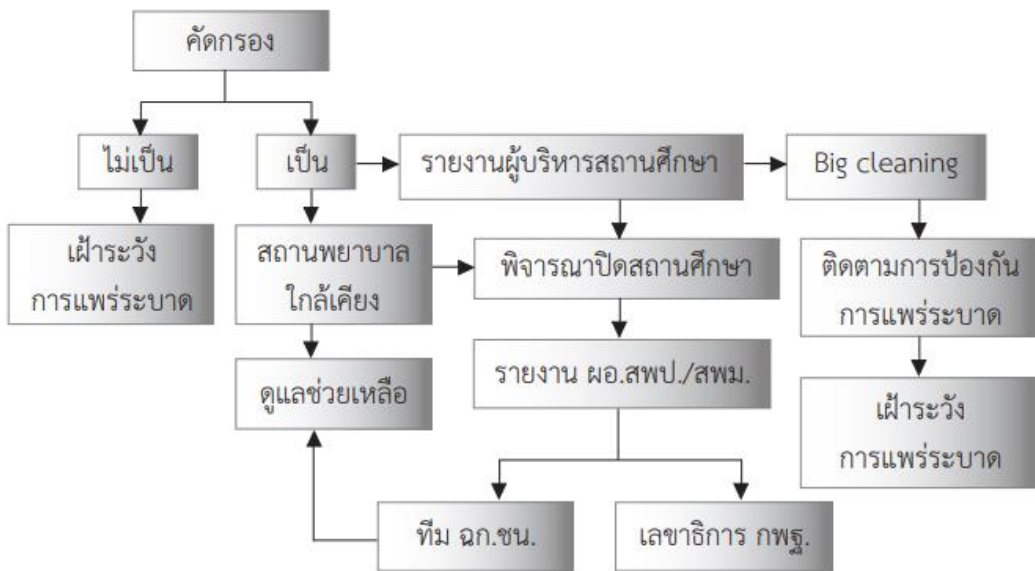 คัดกรอง
ไม่เป็น
เป็น
รายงานผู้บริหารสถานศึกษา
Big cleaning
เฝ้าระวัง
การแพร่ระบาด
สถานพยาบาล
ใกล้เคียง
พิจารณาปิดสถานศึกษา
ติดตามการป้องกัน
การแพร่ระบาด
ดูแลช่วยเหลือ
รายงาน ผอ.สพป./สพม.
เฝ้าระวัง
การแพร่ระบาด
ทีม ฉก.ชน.
เลขาธิการ กพฐ.